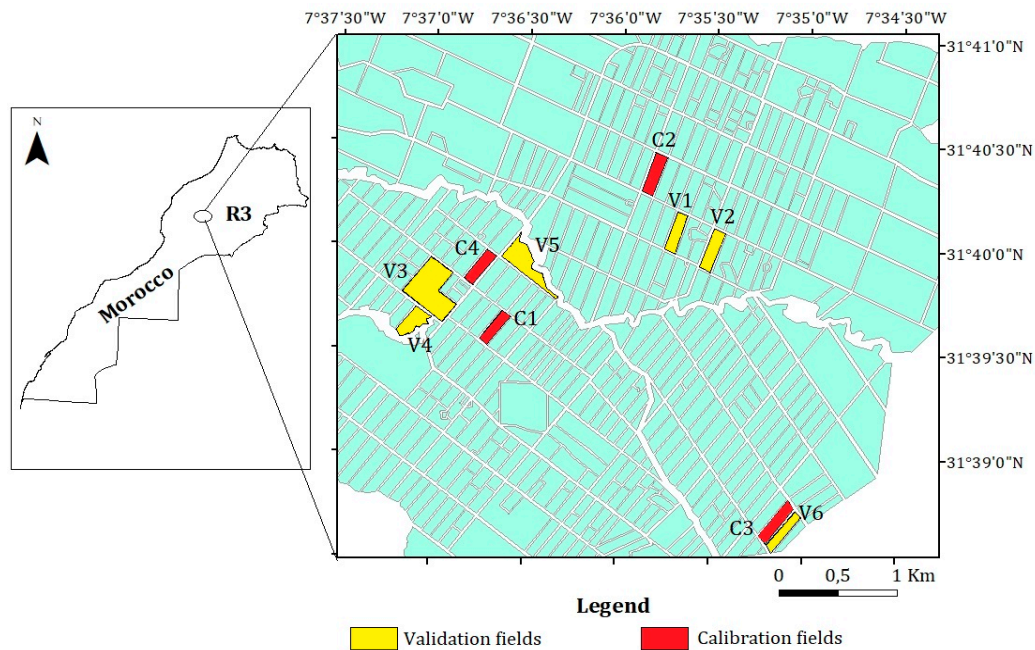 7°37'30"W 7°37'0"W 7°36'30"W 7°36'0"W 7°35'30"W 7°35'0"W 7°34'30"W
31°41'0"N
N
C2
31°40'30"N
V1
R3
V2
V5
31°40'0"N
C4
V3
Morocco
C1
V4
31°39'30"N
31°39'0"N
V6
C3
0 0,5 1 Km
Legend
Validation fields
Calibration fields